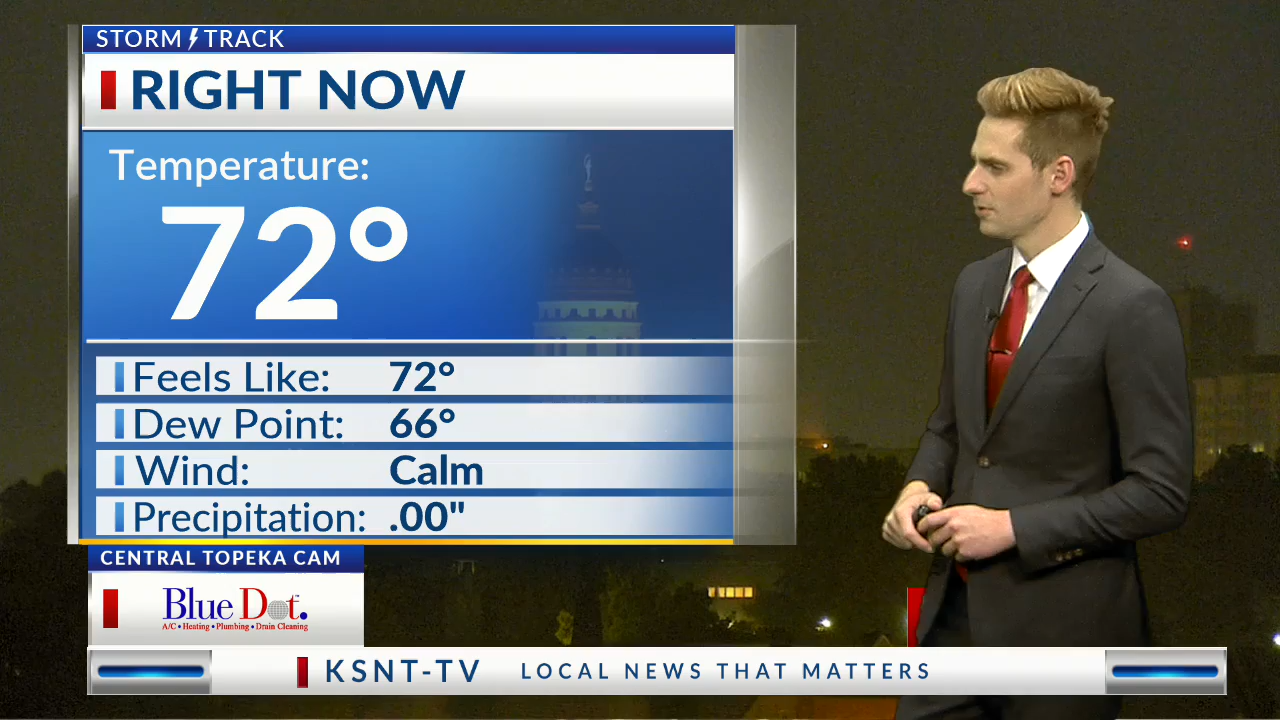 STORM TRACK
RIGHT NOW
Temperature:
72°
Feels Like: 72°
Dew Point: 66°
Wind: Calm
Precipitation: .00"
CENTRAL TOPEKA CAM
Blue Dot.
A/C • Heating • Plumbing • Drain Cleaning
KSNT-TV LOCAL NEWS THAT MATTERS